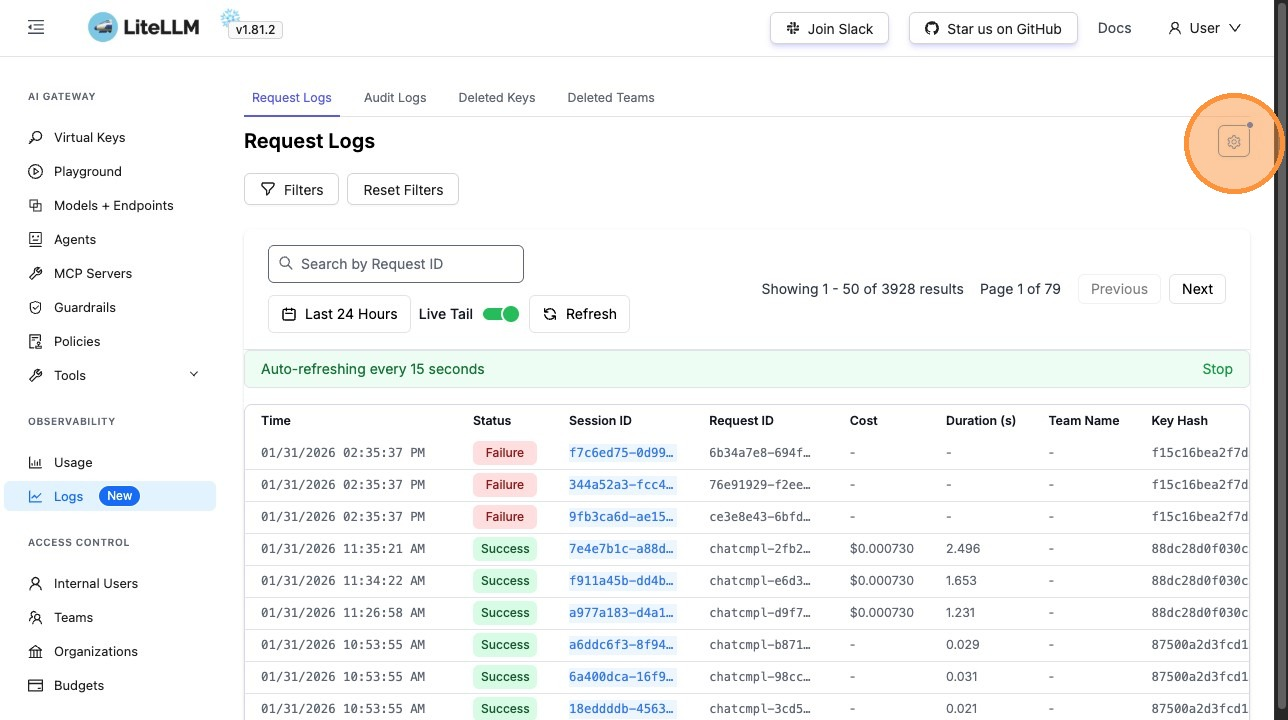 LiteLLM v1.81.2 Join Slack Star us on GitHub Docs User
AI GATEWAY
Virtual Keys
Playground
Models + Endpoints
Agents
MCP Servers
Guardrails
Policies
Tools
OBSERVABILITY
Usage
Logs New
ACCESS CONTROL
Internal Users
Teams
Organizations
Budgets
Request Logs Audit Logs Deleted Keys Deleted Teams
Request Logs
Filters Reset Filters
Search by Request ID
Last 24 Hours Live Tail Refresh
Showing 1 - 50 of 3928 results Page 1 of 79 Previous Next
Auto-refreshing every 15 seconds Stop
Time Status Session ID Request ID Cost Duration (s) Team Name Key Hash
01/31/2026 02:35:37 PM Failure f7c6ed75-0d99… 6b34a7e8-694f… - - - f15c16bea2f7d
01/31/2026 02:35:37 PM Failure 344a52a3-fcc4… 76e91929-f2ee… - - - f15c16bea2f7d
01/31/2026 02:35:37 PM Failure 9fb3ca6d-ae15… ce3e8e43-6bfd… - - - f15c16bea2f7d
01/31/2026 11:35:21 AM Success 7e4e7b1c-a88d… chatcmpl-2fb2… $0.000730 2.496 - 88dc28d0f030c
01/31/2026 11:34:22 AM Success f911a45b-dd4b… chatcmpl-e6d3… $0.000730 1.653 - 88dc28d0f030c
01/31/2026 11:26:58 AM Success a977a183-d4a1… chatcmpl-d9f7… $0.000730 1.231 - 88dc28d0f030c
01/31/2026 10:53:55 AM Success a6ddc6f3-8f94… chatcmpl-b871… - 0.029 - 87500a2d3fcd1
01/31/2026 10:53:55 AM Success 6a400dca-16f9… chatcmpl-98cc… - 0.031 - 87500a2d3fcd1
01/31/2026 10:53:55 AM Success 18eddddb-4563… chatcmpl-3cd5… - 0.021 - 87500a2d3fcd1